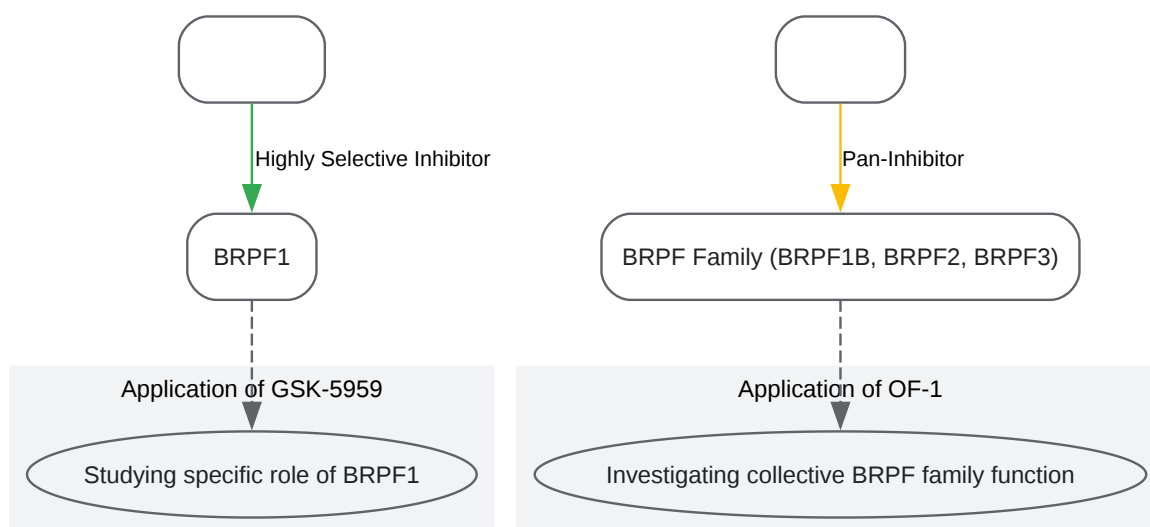 Highly Selective Inhibitor
Pan-Inhibitor
BRPF1
BRPF Family (BRPF1B, BRPF2, BRPF3)
Application of GSK-5959
Application of OF-1
Studying specific role of BRPF1
Investigating collective BRPF family function